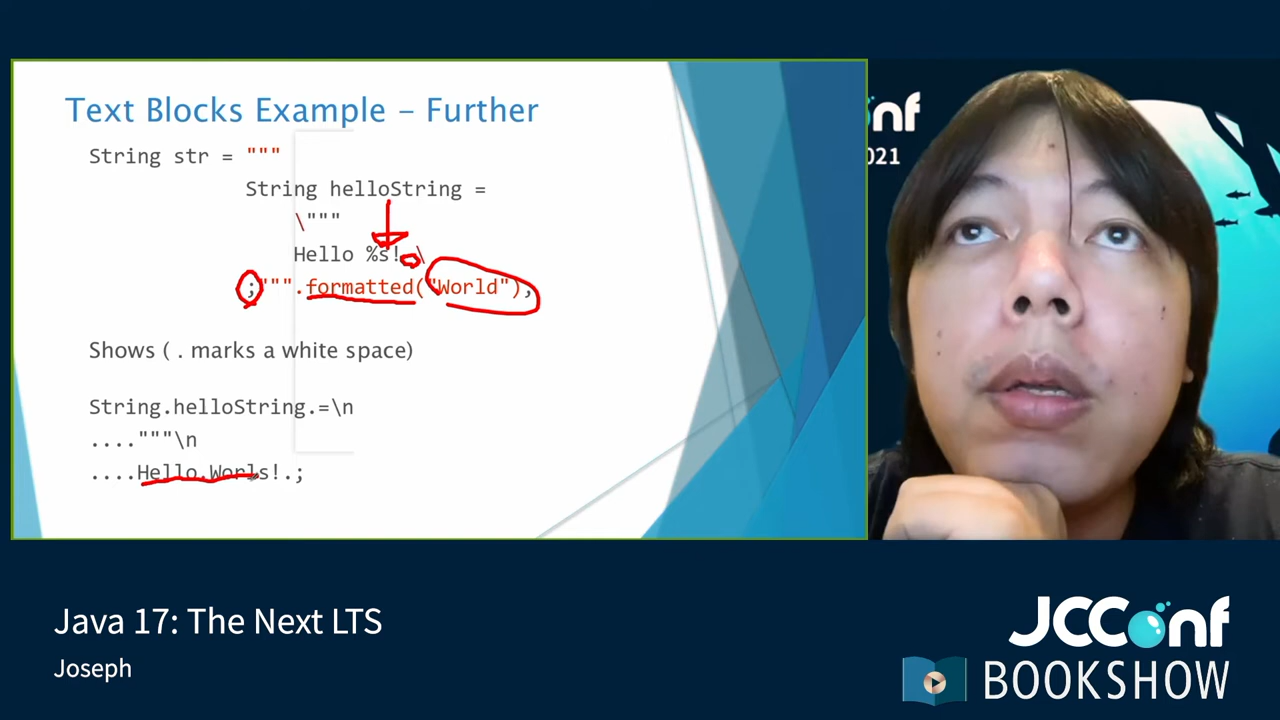 Text Blocks Example – Further
String str = """
String helloString =
\"""
Hello %s! \
;""".formatted("World");
Shows ( . marks a white space)
String.helloString.=\n
...."""\n
....Hello.Worls!.;
nf
021
Java 17: The Next LTS
Joseph
JCConf
BOOKSHOW